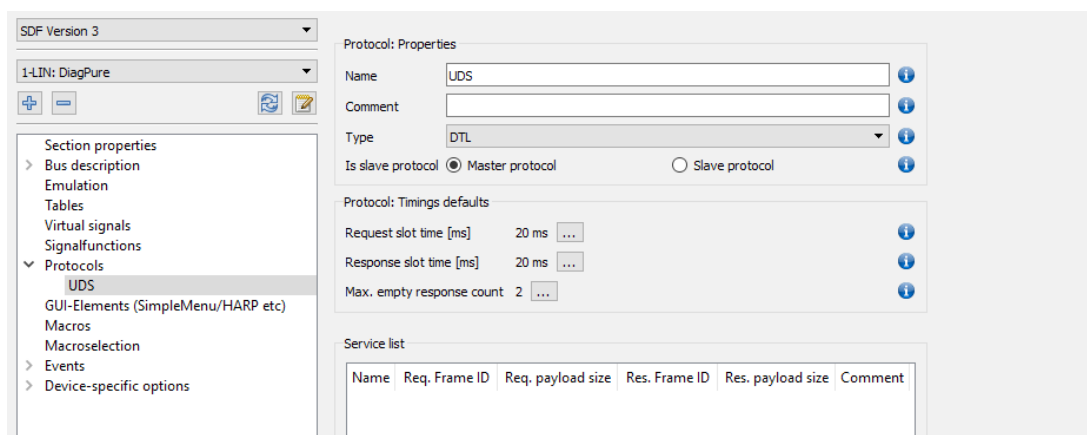 SDF Version 3
1-LIN: DiagPure
Section properties
Bus description
Emulation
Tables
Virtual signals
Signalfunctions
Protocols
UDS
GUI-Elements (SimpleMenu/HARP etc)
Macros
Macroselection
Events
Device-specific options
Protocol: Properties
Name UDS
Comment
Type DTL
Is slave protocol Master protocol Slave protocol
Protocol: Timings defaults
Request slot time [ms] 20 ms ...
Response slot time [ms] 20 ms ...
Max. empty response count 2 ...
Service list
Name Req. Frame ID Req. payload size Res. Frame ID Res. payload size Comment